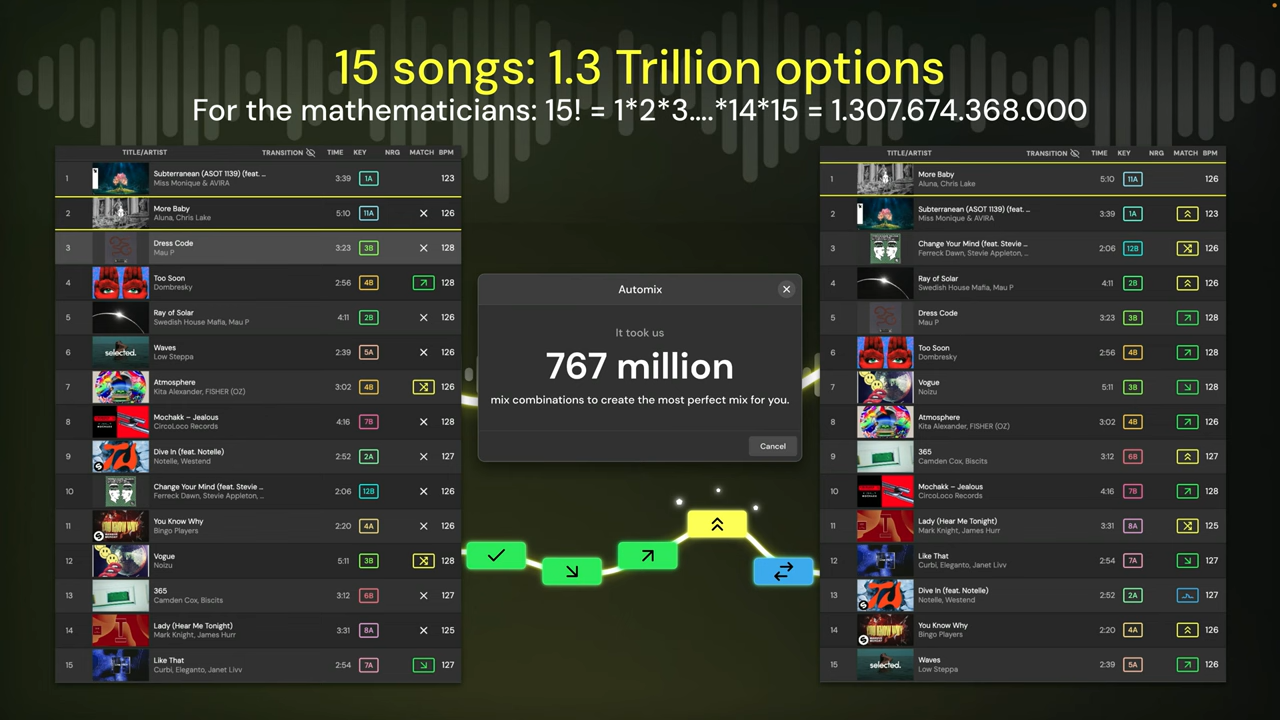 15 songs: 1.3 Trillion options
For the mathematicians: 15! = 1*2*3....*14*15 = 1.307.674.368.000
TITLE/ARTIST TRANSITION TIME KEY NRG MATCH BPM
1 Subterranean (ASOT 1139) (feat. ... 3:39 1A 123
Miss Monique & AVIRA
2 More Baby 5:10 11A 126
Aluna, Chris Lake
3 Dress Code 3:23 3B 128
Mau P
4 Too Soon 2:56 4B 128
Dombresky
5 Ray of Solar 4:11 2B 126
Swedish House Mafia, Mau P
6 Waves 2:39 5A 126
Low Steppa
selected.
7 Atmosphere 3:02 4B 126
Kita Alexander, FISHER (OZ)
8 Mochakk – Jealous 4:16 7B 128
CircoLoco Records
9 Dive In (feat. Notelle) 2:52 2A 127
Notelle, Westend
10 Change Your Mind (feat. Stevie ... 2:06 12B 126
Ferreck Dawn, Stevie Appleton, ...
11 You Know Why 2:20 4A 126
Bingo Players
12 Vogue 5:11 3B 128
Noizu
13 365 3:12 6B 127
Camden Cox, Biscits
14 Lady (Hear Me Tonight) 3:31 8A 125
Mark Knight, James Hurr
15 Like That 2:54 7A 127
Curbi, Eleganto, Janet Livv
Automix
It took us
767 million
mix combinations to create the most perfect mix for you.
Cancel
TITLE/ARTIST TRANSITION TIME KEY NRG MATCH BPM
1 More Baby 5:10 11A 126
Aluna, Chris Lake
2 Subterranean (ASOT 1139) (feat. ... 3:39 1A 123
Miss Monique & AVIRA
3 Change Your Mind (feat. Stevie ... 2:06 12B 126
Ferreck Dawn, Stevie Appleton, ...
4 Ray of Solar 4:11 2B 126
Swedish House Mafia, Mau P
5 Dress Code 3:23 3B 128
Mau P
6 Too Soon 2:56 4B 128
Dombresky
7 Vogue 5:11 3B 128
Noizu
8 Atmosphere 3:02 4B 126
Kita Alexander, FISHER (OZ)
9 365 3:12 6B 127
Camden Cox, Biscits
10 Mochakk – Jealous 4:16 7B 128
CircoLoco Records
11 Lady (Hear Me Tonight) 3:31 8A 125
Mark Knight, James Hurr
12 Like That 2:54 7A 127
Curbi, Eleganto, Janet Livv
13 Dive In (feat. Notelle) 2:52 2A 127
Notelle, Westend
14 You Know Why 2:20 4A 126
Bingo Players
15 Waves 2:39 5A 126
Low Steppa
selected.